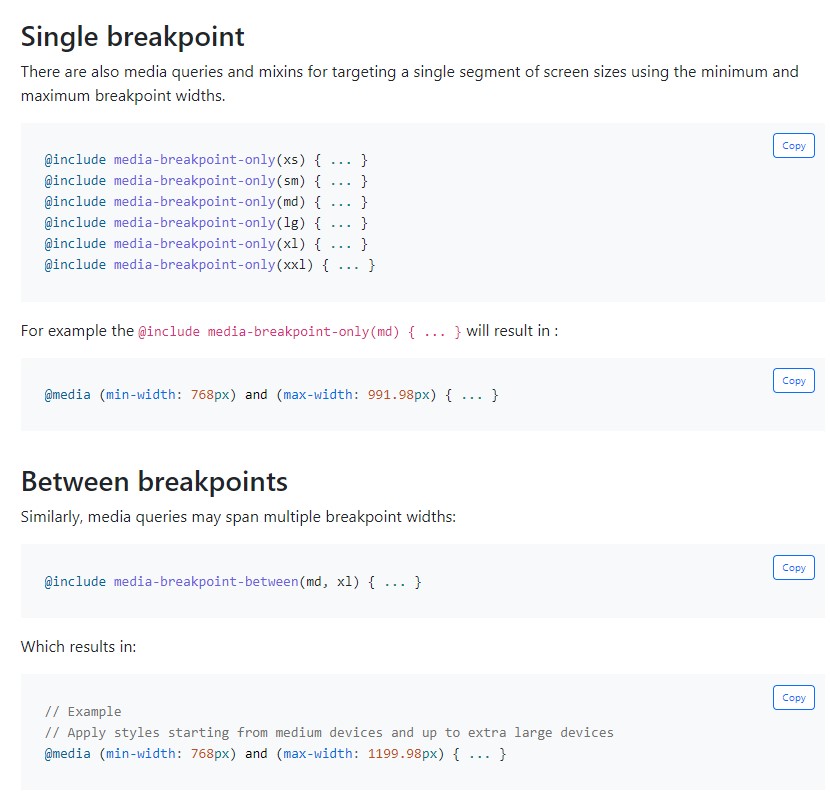 Single breakpoint
There are also media queries and mixins for targeting a single segment of screen sizes using the minimum and
maximum breakpoint widths.
Copy
@include media-breakpoint-only(xs) { ... }
@include media-breakpoint-only(sm) { ... }
@include media-breakpoint-only(md) { ... }
@include media-breakpoint-only(lg) { ... }
@include media-breakpoint-only(xl) { ... }
@include media-breakpoint-only(xxl) { ... }
For example the @include media-breakpoint-only(md) { ... } will result in :
Copy
@media (min-width: 768px) and (max-width: 991.98px) { ... }
Between breakpoints
Similarly, media queries may span multiple breakpoint widths:
Copy
@include media-breakpoint-between(md, xl) { ... }
Which results in:
Copy
// Example
// Apply styles starting from medium devices and up to extra large devices
@media (min-width: 768px) and (max-width: 1199.98px) { ... }